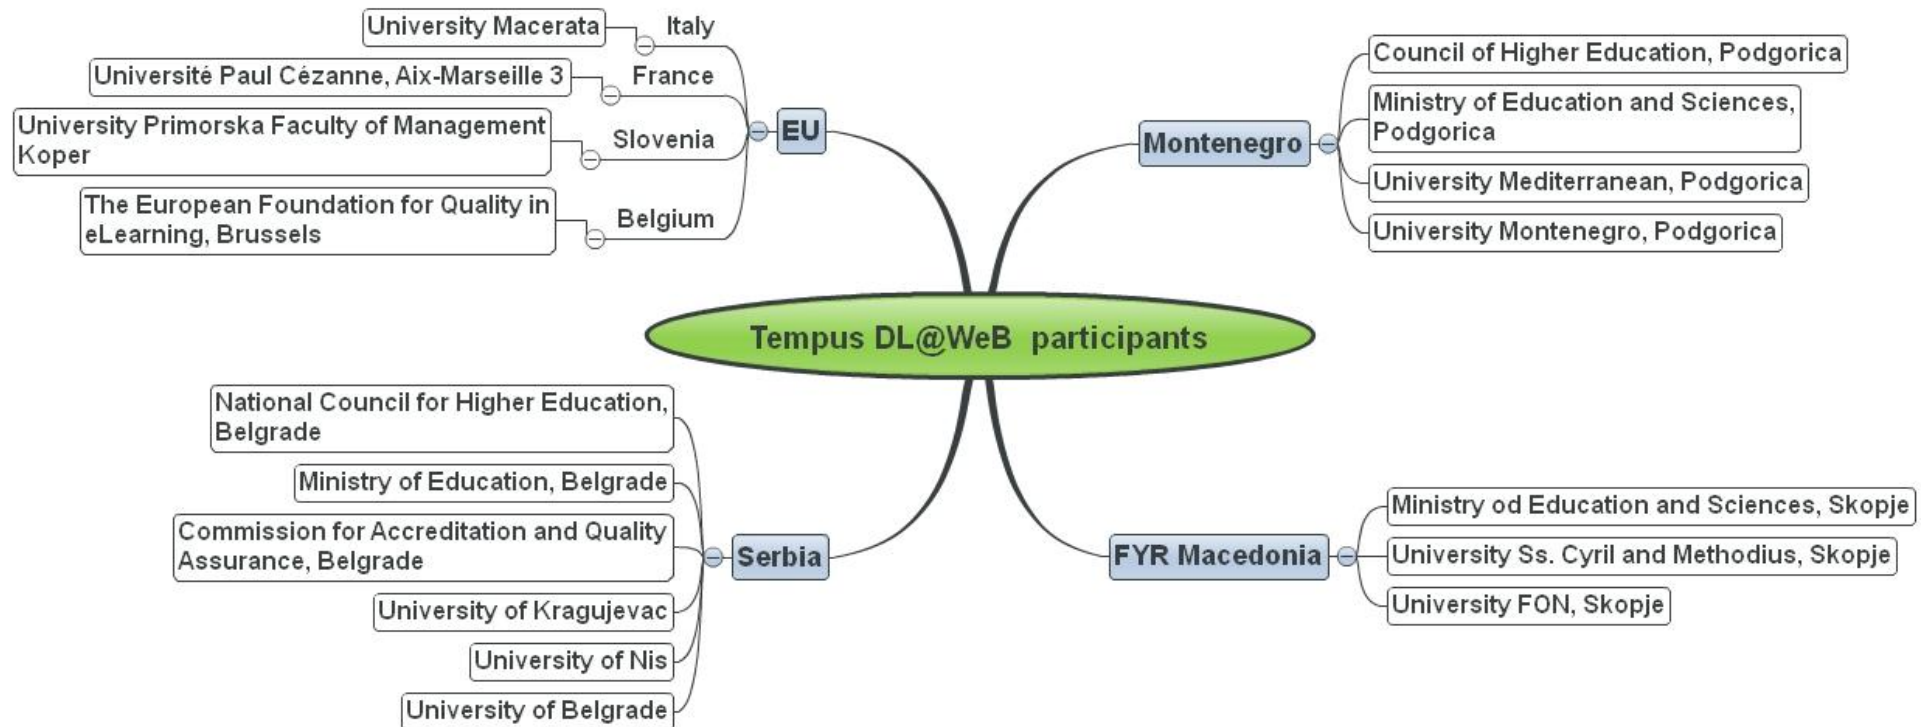 University Macerata
Italy
Université Paul Cézanne, Aix-Marseille 3
France
University Primorska Faculty of Management
Koper
Slovenia
The European Foundation for Quality in
eLearning, Brussels
Belgium
EU
Montenegro
Council of Higher Education, Podgorica
Ministry of Education and Sciences,
Podgorica
University Mediterranean, Podgorica
University Montenegro, Podgorica
Tempus DL@WeB participants
National Council for Higher Education,
Belgrade
Ministry of Education, Belgrade
Commission for Accreditation and Quality
Assurance, Belgrade
University of Kragujevac
University of Nis
University of Belgrade
Serbia
FYR Macedonia
Ministry od Education and Sciences, Skopje
University Ss. Cyril and Methodius, Skopje
University FON, Skopje